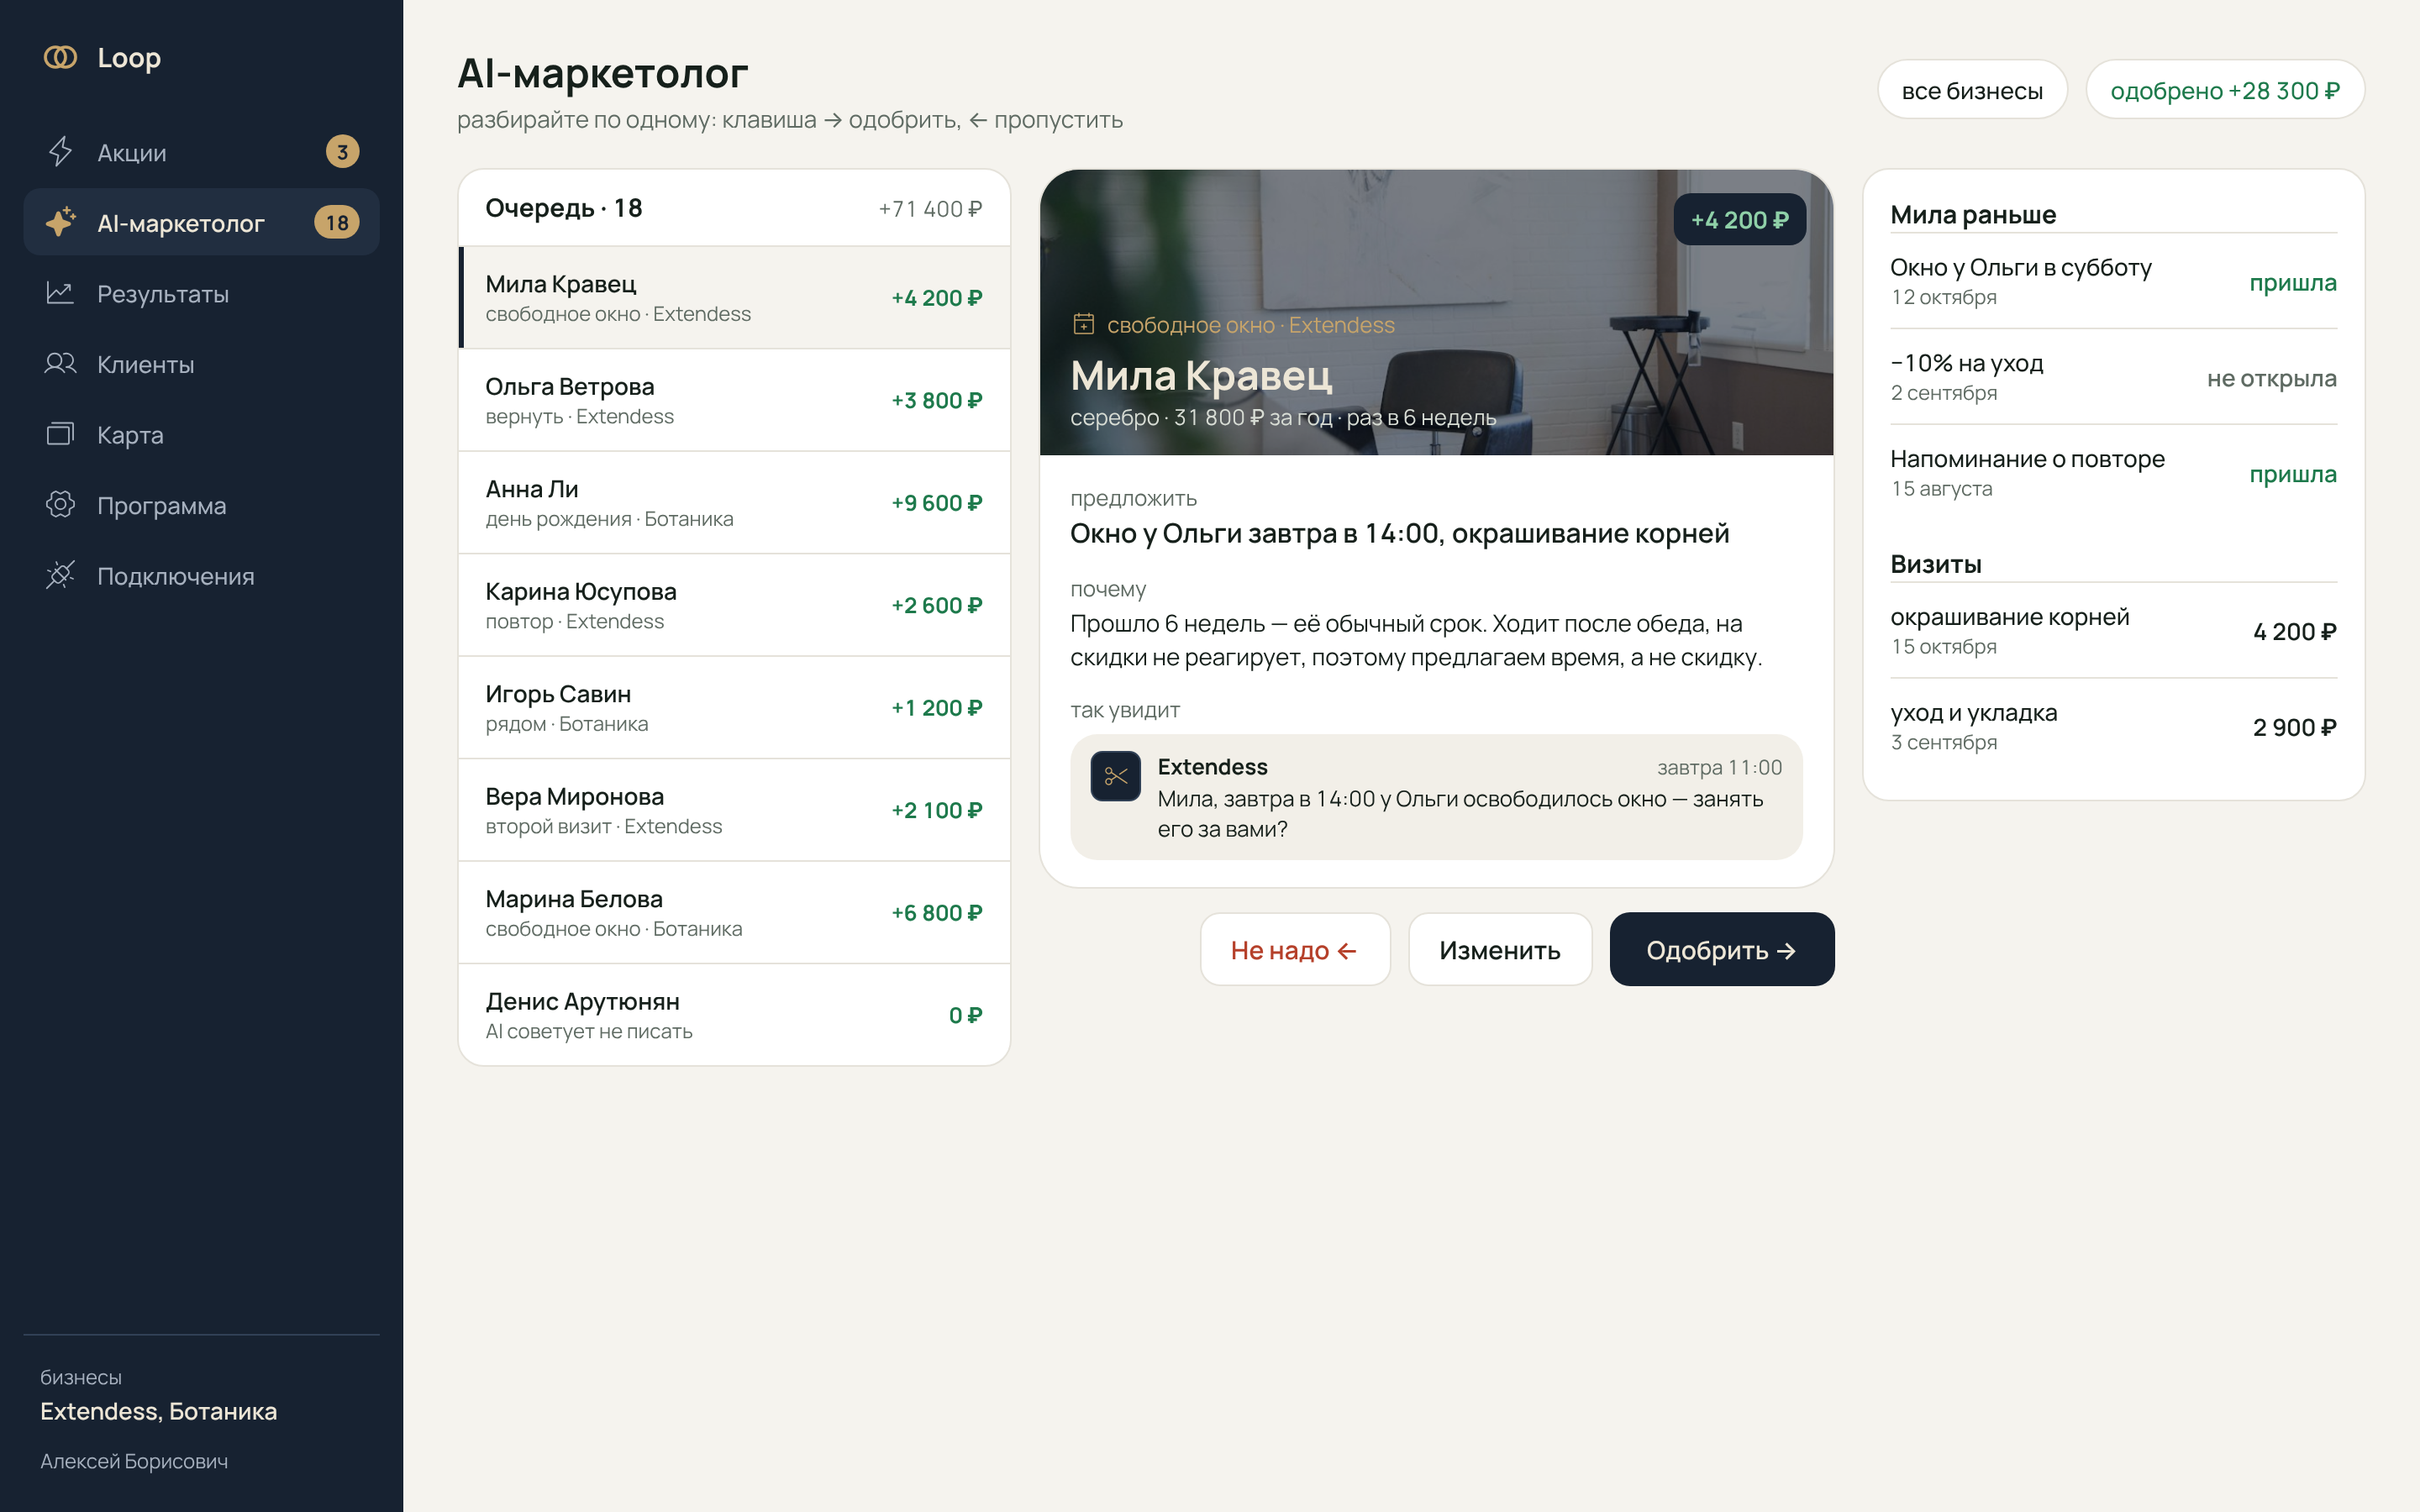 Loop
Акции
3
AI-маркетолог
18
Результаты
Клиенты
Карта
Программа
Подключения
бизнесы
Extendess, Ботаника
Алексей Борисович
AI-маркетолог
разбирайте по одному: клавиша → одобрить, ← пропустить
все бизнесы
одобрено +28 300 ₽
Очередь · 18
+71 400 ₽
Мила Кравец
свободное окно · Extendess
+4 200 ₽
Ольга Ветрова
вернуть · Extendess
+3 800 ₽
Анна Ли
день рождения · Ботаника
+9 600 ₽
Карина Юсупова
повтор · Extendess
+2 600 ₽
Игорь Савин
рядом · Ботаника
+1 200 ₽
Вера Миронова
второй визит · Extendess
+2 100 ₽
Марина Белова
свободное окно · Ботаника
+6 800 ₽
Денис Арутюнян
AI советует не писать
0 ₽
+4 200 ₽
свободное окно · Extendess
Мила Кравец
серебро · 31 800 ₽ за год · раз в 6 недель
предложить
Окно у Ольги завтра в 14:00, окрашивание корней
почему
Прошло 6 недель — её обычный срок. Ходит после обеда, на
скидки не реагирует, поэтому предлагаем время, а не скидку.
так увидит
Extendess
завтра 11:00
Мила, завтра в 14:00 у Ольги освободилось окно — занять
его за вами?
Не надо ←
Изменить
Одобрить →
Мила раньше
Окно у Ольги в субботу
12 октября
пришла
−10% на уход
2 сентября
не открыла
Напоминание о повторе
15 августа
пришла
Визиты
окрашивание корней
15 октября
4 200 ₽
уход и укладка
3 сентября
2 900 ₽